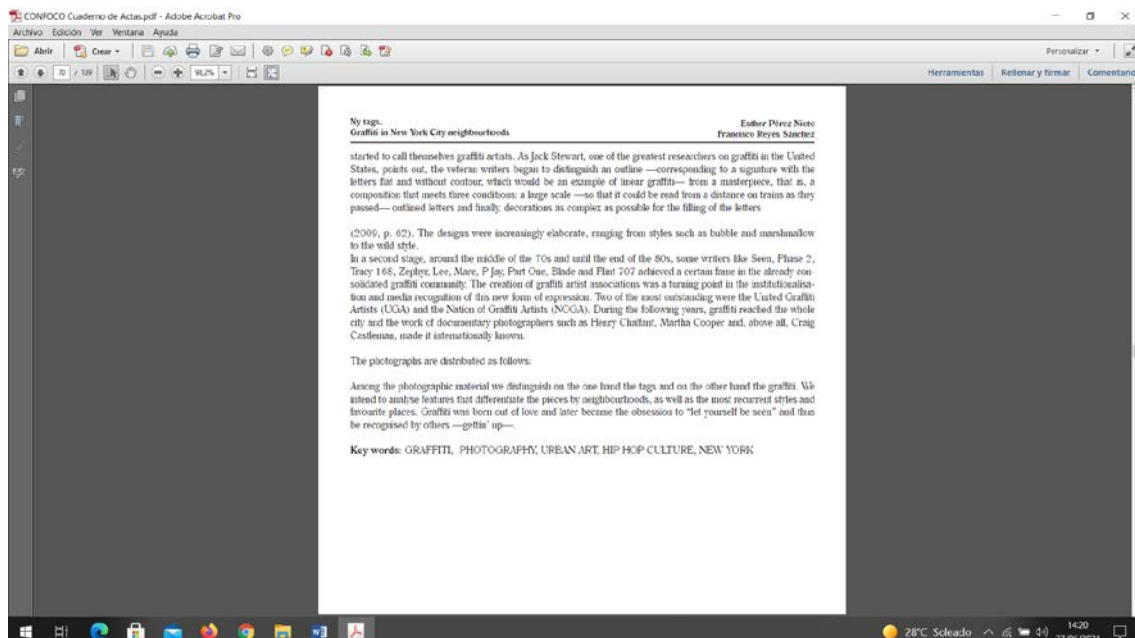 CONFOCO Cuaderno de Actas.pdf - Adobe Acrobat Pro
Archivo Edición Ver Ventana Ayuda
Abrir Crear Personalizar
70 / 139 98,2% Herramientas Rellenar y firmar Comentario
Ny tags. Esther Pérez Nieto
Graffiti in New York City neighbourhoods Francisco Reyes Sánchez
started to call themselves graffiti artists. As Jack Stewart, one of the greatest researchers on graffiti in the United
States, points out, the veteran writers began to distinguish an outline —corresponding to a signature with the
letters flat and without contour, which would be an example of linear graffiti— from a masterpiece, that is, a
composition that meets three conditions: a large scale —so that it could be read from a distance on trains as they
passed— outlined letters and finally, decorations as complex as possible for the filling of the letters
(2009, p. 62). The designs were increasingly elaborate, ranging from styles such as bubble and marshmallow
to the wild style.
In a second stage, around the middle of the 70s and until the end of the 80s, some writers like Seen, Phase 2,
Tracy 168, Zephyr, Lee, Mare, P Jay, Part One, Blade and Flint 707 achieved a certain fame in the already con-
solidated graffiti community. The creation of graffiti artist associations was a turning point in the institutionalisa-
tion and media recognition of this new form of expression. Two of the most outstanding were the United Graffiti
Artists (UGA) and the Nation of Graffiti Artists (NOGA). During the following years, graffiti reached the whole
city and the work of documentary photographers such as Henry Chalfant, Martha Cooper and, above all, Craig
Castleman, made it internationally known.
The photographs are distributed as follows:
Among the photographic material we distinguish on the one hand the tags and on the other hand the graffiti. We
intend to analyse features that differentiate the pieces by neighbourhoods, as well as the most recurrent styles and
favourite places. Graffiti was born out of love and later became the obsession to “let yourself be seen” and thus
be recognised by others —gettin’ up—.
Key words: GRAFFITI, PHOTOGRAPHY, URBAN ART, HIP HOP CULTURE, NEW YORK
28°C Soleado 14:20